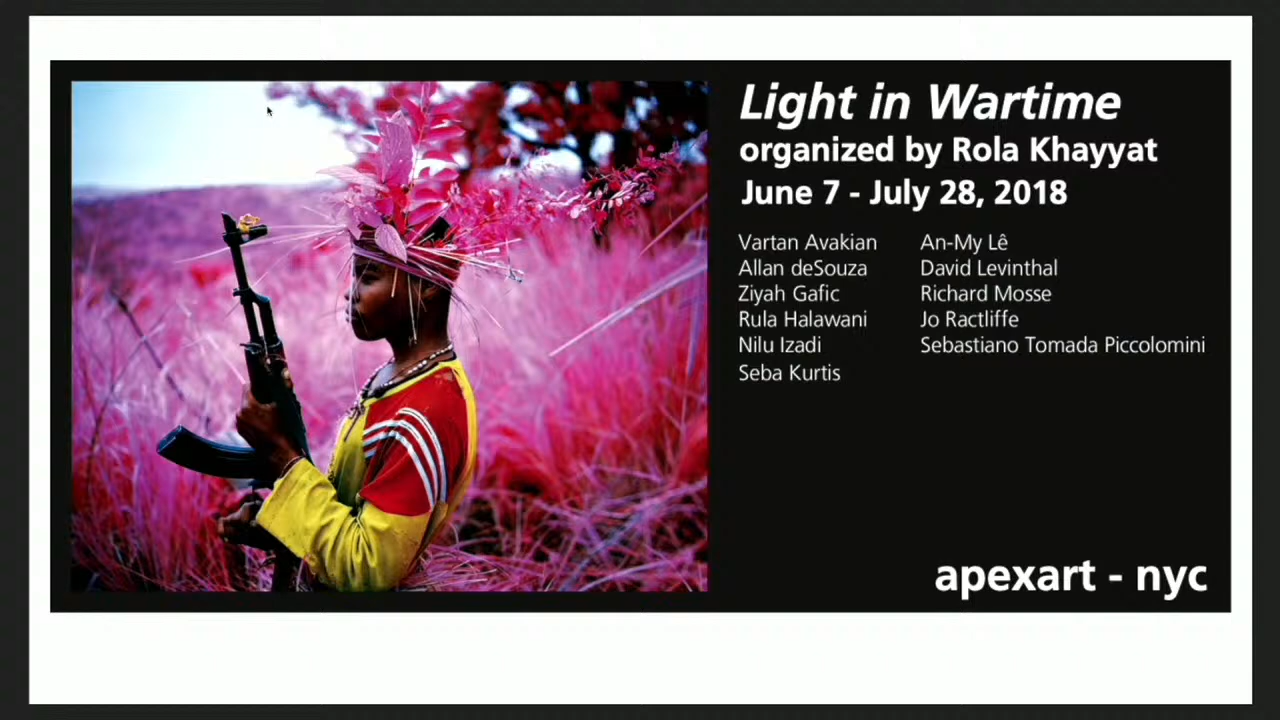 Light in Wartime
organized by Rola Khayyat
June 7 - July 28, 2018
Vartan Avakian
Allan deSouza
Ziyah Gafic
Rula Halawani
Nilu Izadi
Seba Kurtis
An-My Lê
David Levinthal
Richard Mosse
Jo Ractliffe
Sebastiano Tomada Piccolomini
apexart - nyc